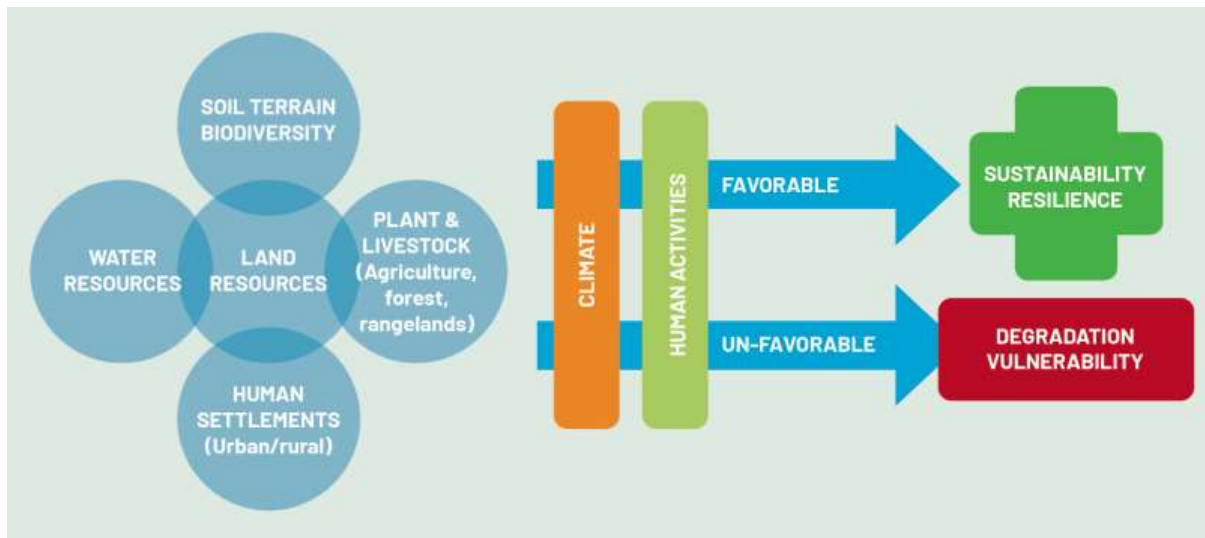 SOIL TERRAIN
BIODIVERSITY
WATER
RESOURCES
LAND
RESOURCES
PLANT &
LIVESTOCK
(Agriculture,
forest,
rangelands)
HUMAN
SETTLEMENTS
(Urban/rural)
CLIMATE
HUMAN ACTIVITIES
FAVORABLE
UN-FAVORABLE
SUSTAINABILITY
RESILIENCE
DEGRADATION
VULNERABILITY